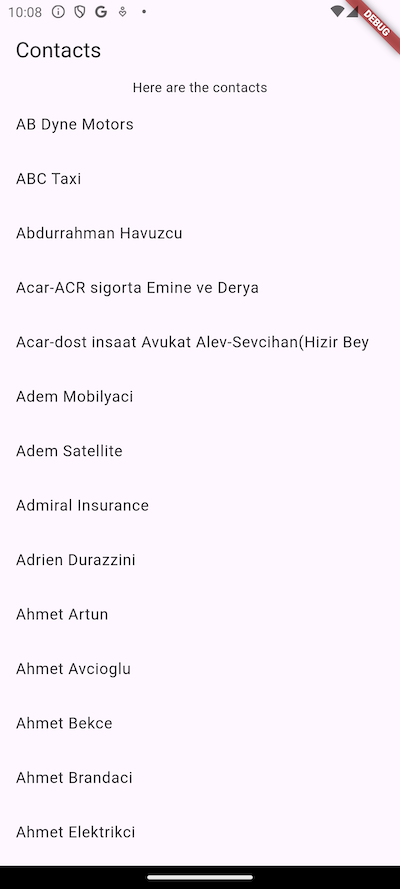 10:08
DEBUG
Contacts
Here are the contacts
AB Dyne Motors
ABC Taxi
Abdurrahman Havuzcu
Acar-ACR sigorta Emine ve Derya
Acar-dost insaat Avukat Alev-Sevcihan(Hizir Bey
Adem Mobilyaci
Adem Satellite
Admiral Insurance
Adrien Durazzini
Ahmet Artun
Ahmet Avcioglu
Ahmet Bekce
Ahmet Brandaci
Ahmet Elektrikci